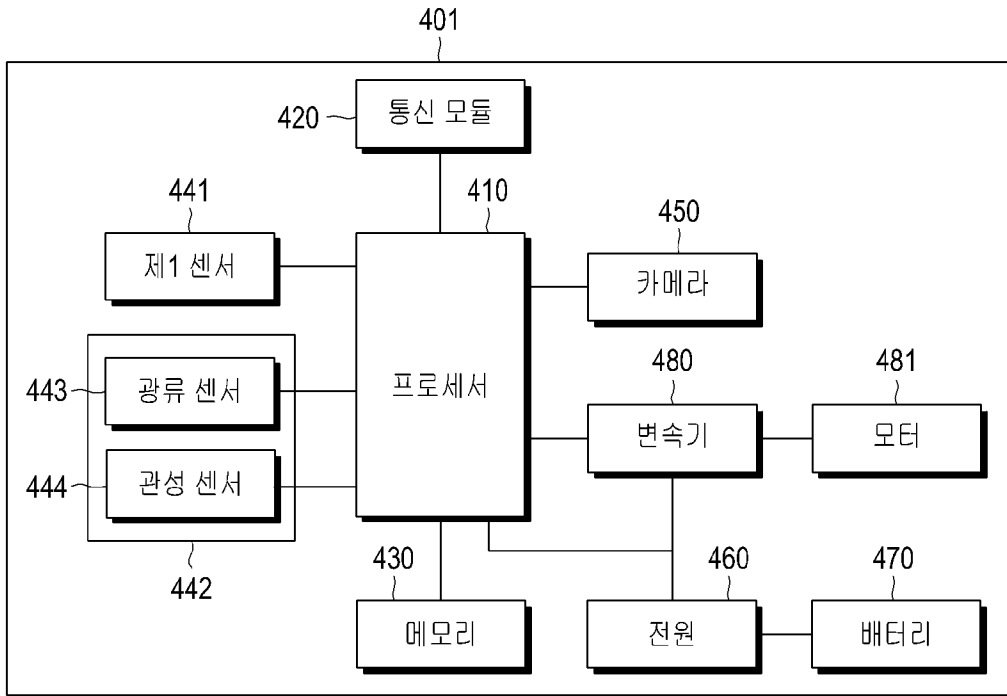 401
통신 모듈
420
441
410
450
제1 센서
카메라
프로세서
443
광류 센서
480
481
변속기
모터
444
관성 센서
442
430
460
470
메모리
전원
배터리